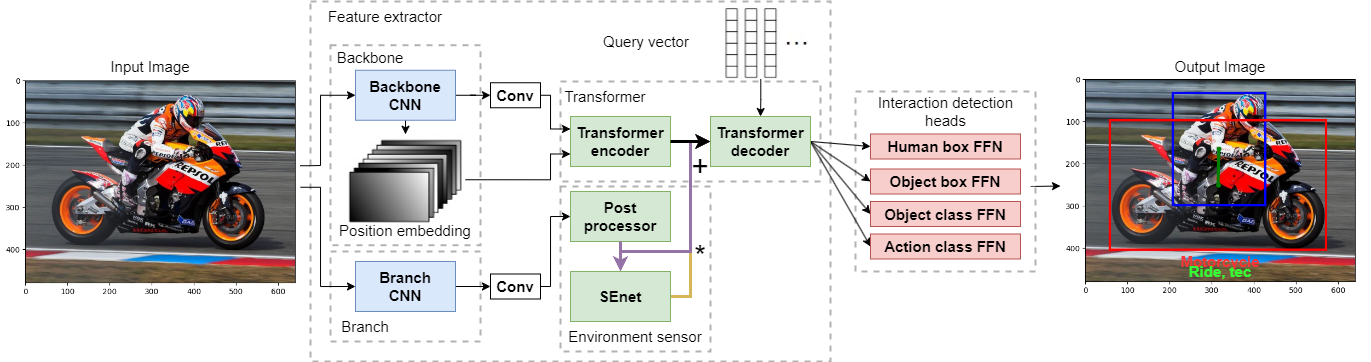 Input Image
0
100
200
300
400
0
100
200
300
400
500
600
REPSOL
HONDA
Feature extractor
Backbone
Backbone
CNN
Position embedding
Branch
CNN
Branch
Conv
Conv
Query vector
...
Transformer
Transformer
encoder
+
Transformer
decoder
Post
processor
*
SEnet
Environment sensor
Interaction detection
heads
Human box FFN
Object box FFN
Object class FFN
Action class FFN
Output Image
0
100
200
300
400
0
100
200
300
400
500
600
REPSOL
Motorcycle
Ride, tec